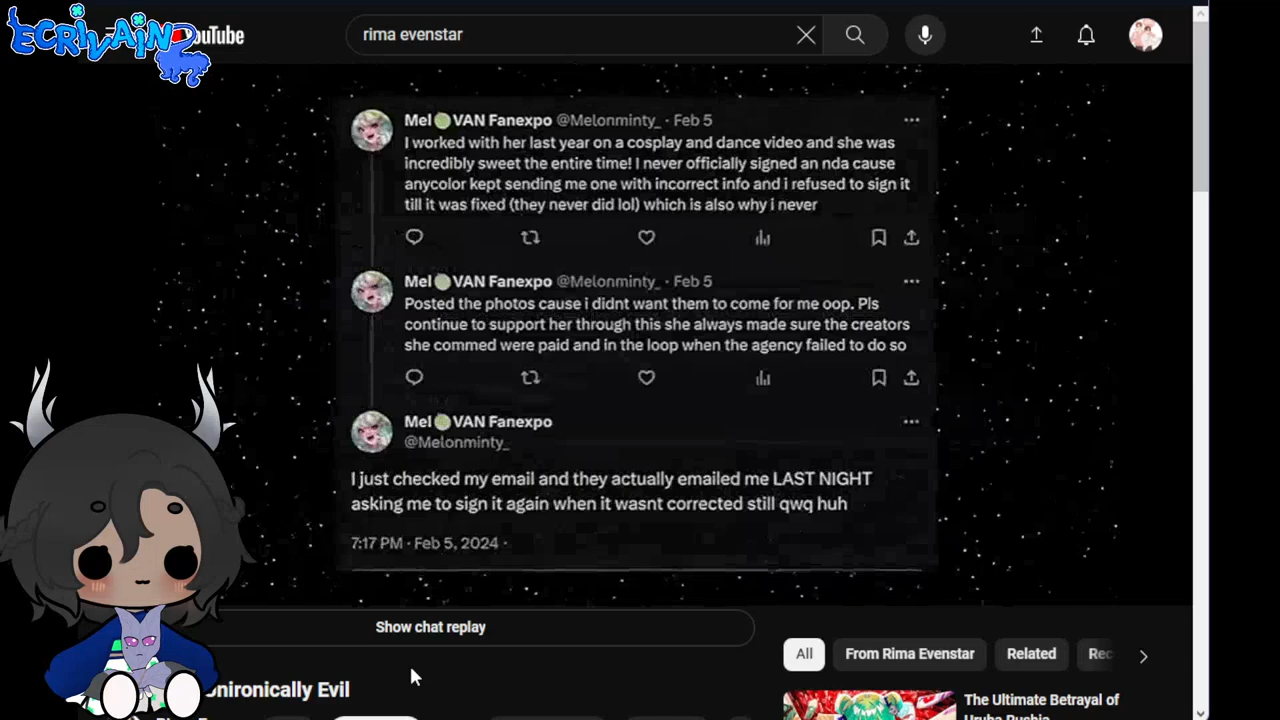 ECRIVAIN
YouTube
rima evenstar
Mel VAN Fanexpo @Melonminty_ · Feb 5
I worked with her last year on a cosplay and dance video and she was
incredibly sweet the entire time! I never officially signed an nda cause
anycolor kept sending me one with incorrect info and i refused to sign it
till it was fixed (they never did lol) which is also why i never
Mel VAN Fanexpo @Melonminty_ · Feb 5
Posted the photos cause i didnt want them to come for me oop. Pls
continue to support her through this she always made sure the creators
she commed were paid and in the loop when the agency failed to do so
Mel VAN Fanexpo
@Melonminty_
I just checked my email and they actually emailed me LAST NIGHT
asking me to sign it again when it wasnt corrected still qwq huh
7:17 PM · Feb 5, 2024 ·
Show chat replay
All
From Rima Evenstar
Related
Rec
Evil
The Ultimate Betrayal of